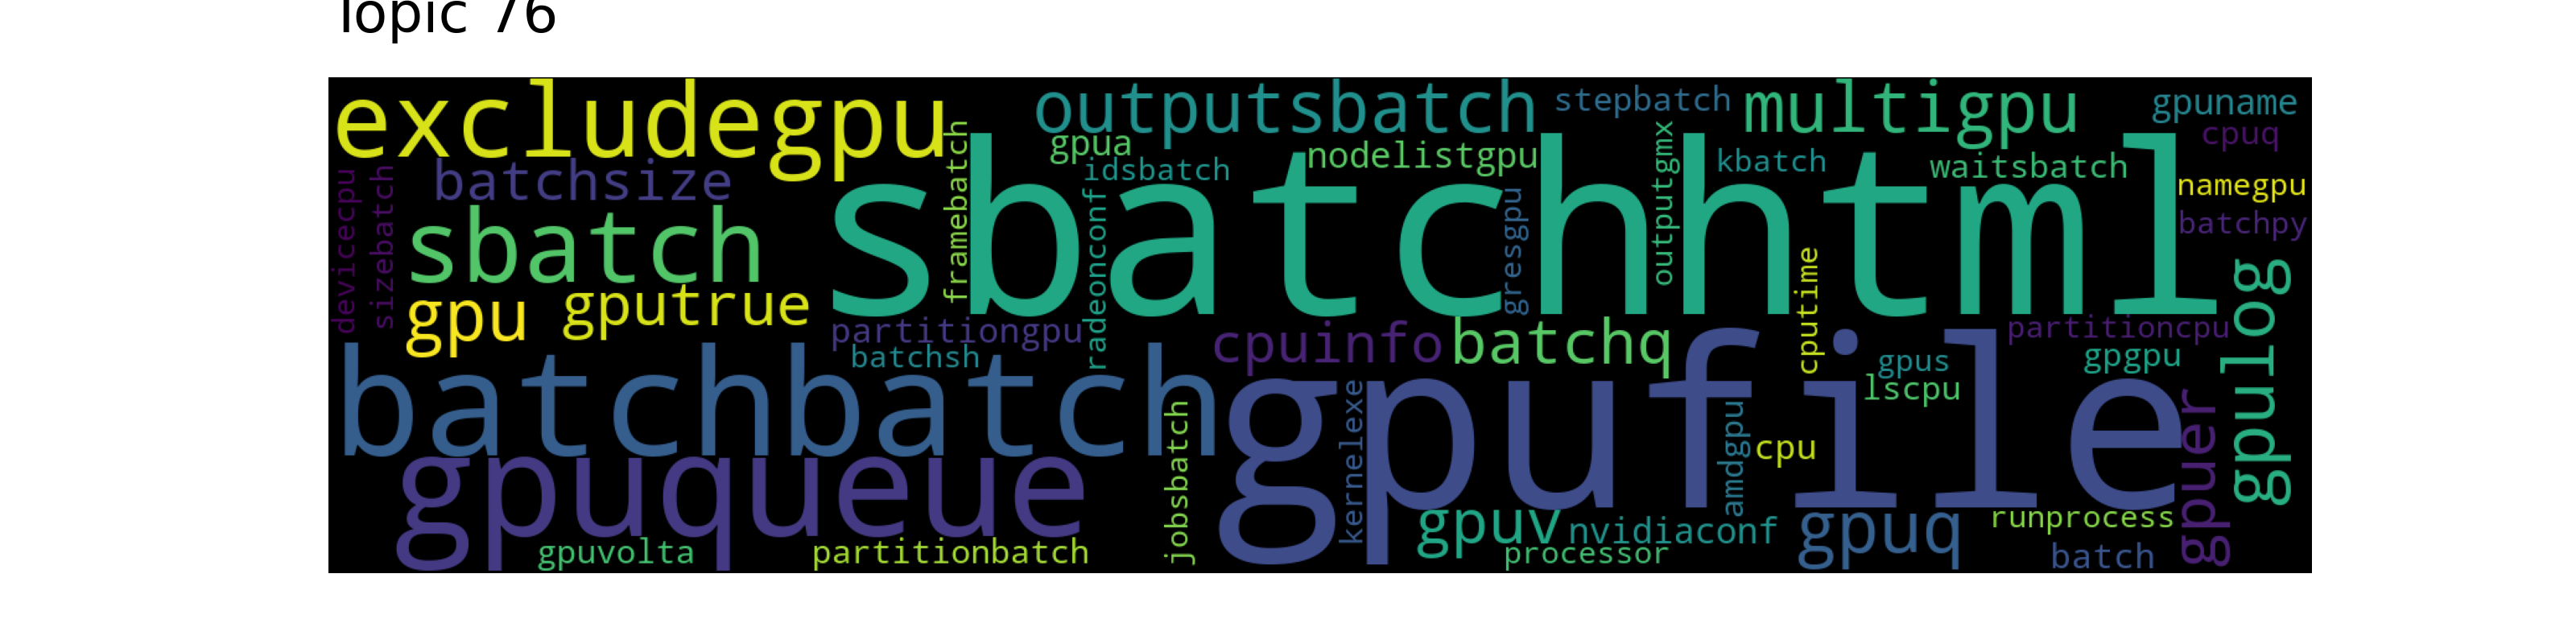 Topic 76
excludegpu
outputsbatch
stepbatch
multigpu
gpuname
cpuq
gpua
nodelistgpu
idsbatch
kbatch
waitsbatch
namegpu
batchpy
devicecpu
sizebatch
batchsize
framebatch
sbatchhtml
radeonconf
gresgpu
outputgmx
cputime
sbatch
gpu
gputrue
partitiongpu
batchsh
cpuinfo
batchq
partitioncpu
gpus
gpgpu
lscpu
gpulog
batchbatch
gpufile
kernelexe
amdgpu
cpu
gpuer
jobsbatch
gpuqueue
gpuv
nvidiaconf
gpuq
runprocess
gpuvolta
partitionbatch
processor
batch